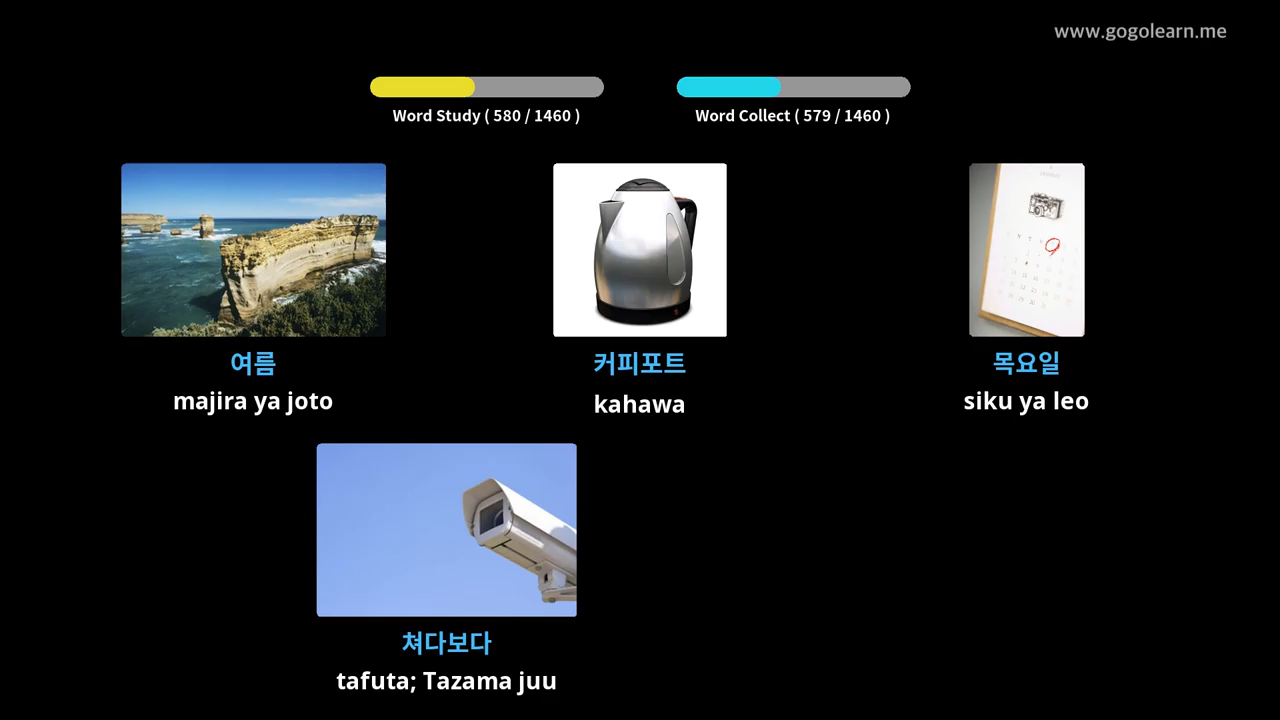 www.gogolearn.me
Word Study ( 580 / 1460 )
Word Collect ( 579 / 1460 )
여름
majira ya joto
커피포트
kahawa
목요일
siku ya leo
쳐다보다
tafuta; Tazama juu